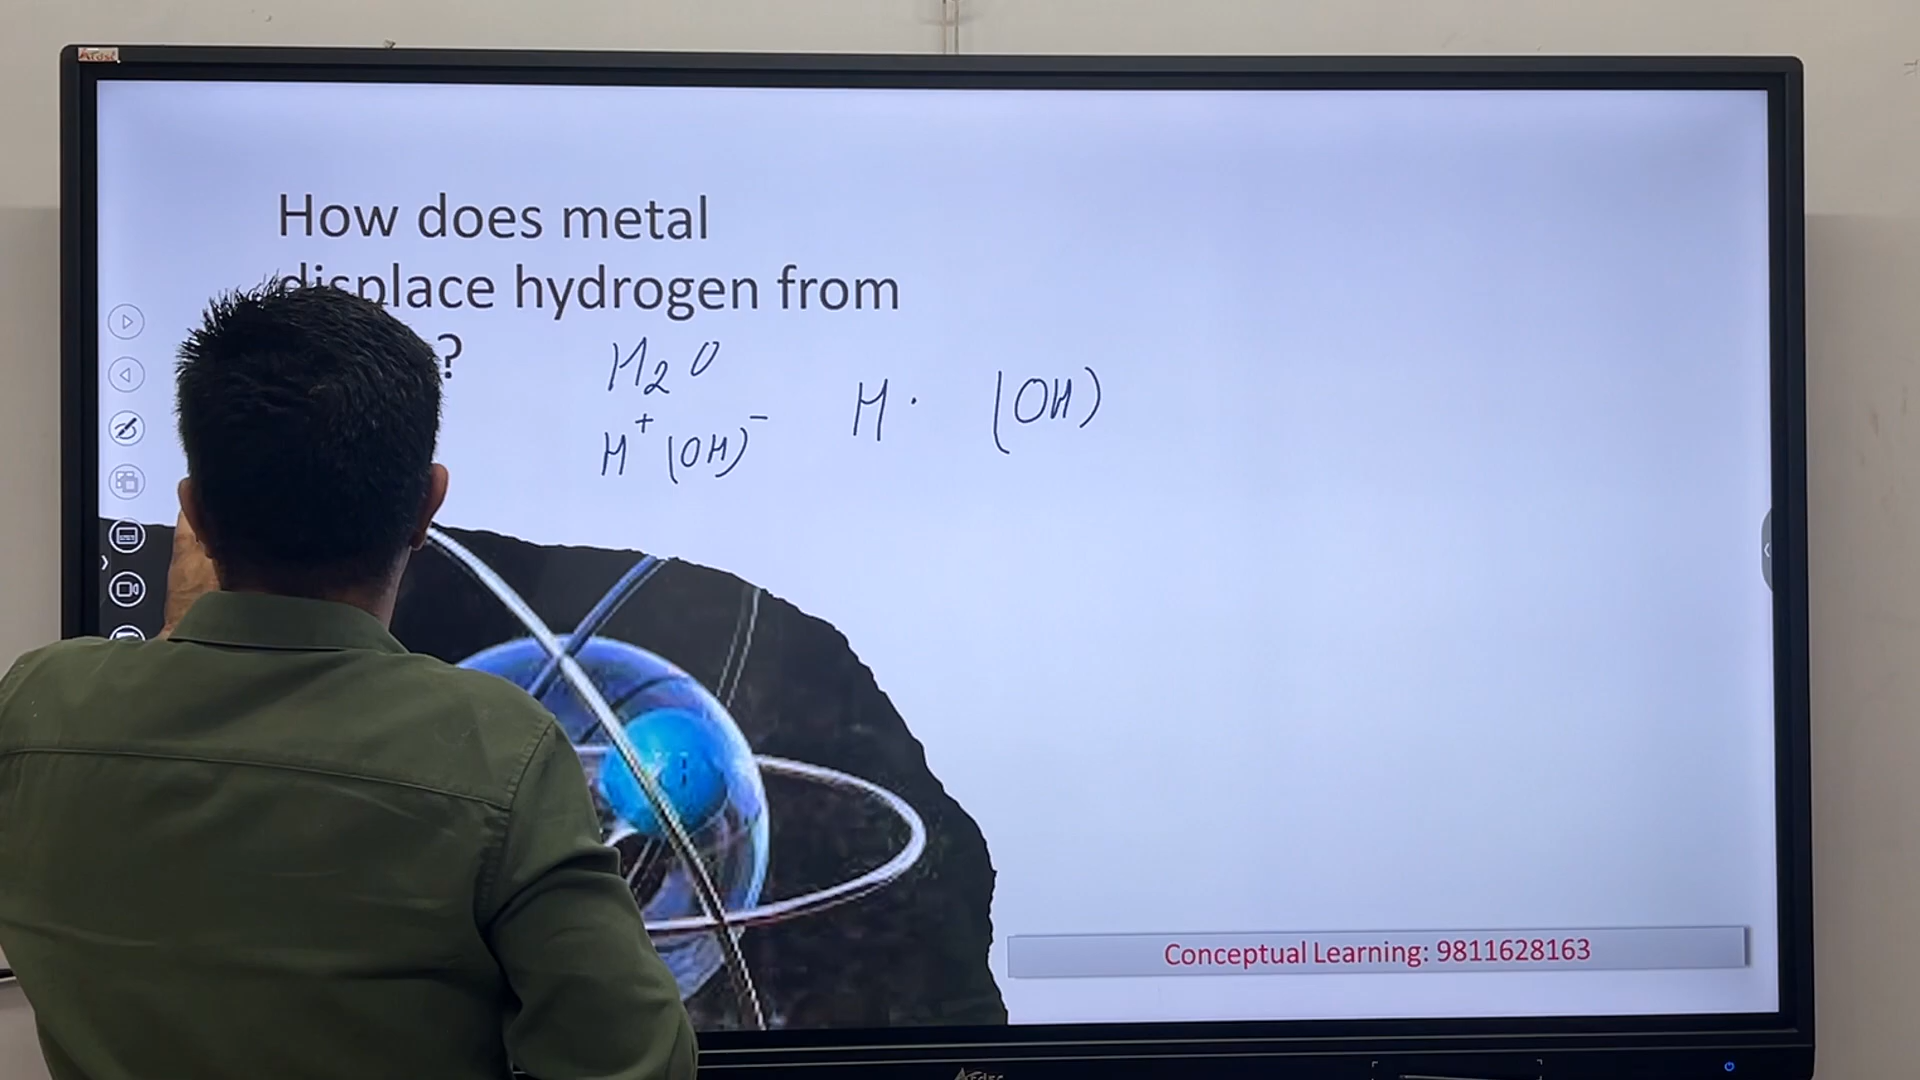 How does metal
displace hydrogen from
?
H₂O
H⁺ (OH)⁻
H· (OH)
Conceptual Learning: 9811628163